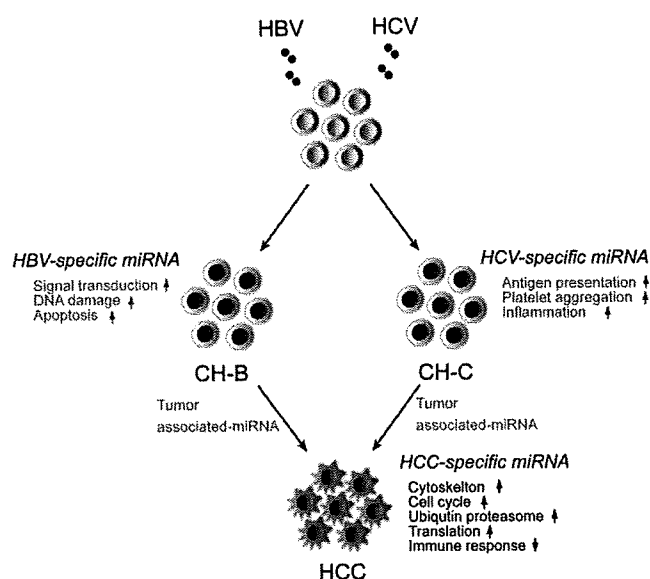 HBV
HCV
HBV-specific miRNA
Signal transduction
DNA damage
Apoptosis
HCV-specific miRNA
Antigen presentation
Platelet aggregation
Inflammation
CH-B
CH-C
Tumor
associated-miRNA
Tumor
associated-miRNA
HCC-specific miRNA
Cytoskelton
Cell cycle
Ubiqutin proteasome
Translation
Immune response
HCC